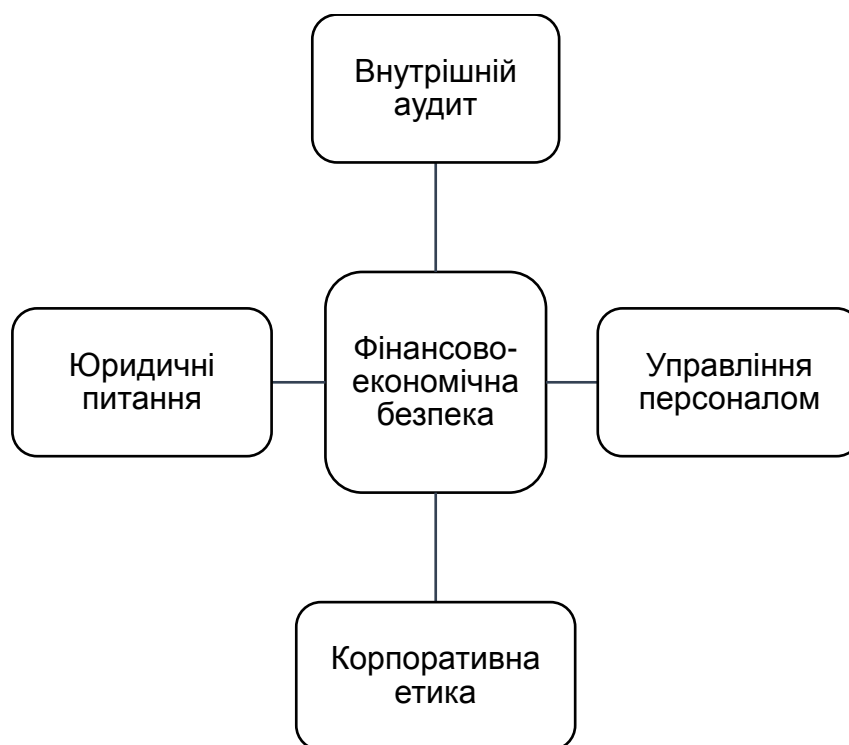 Внутрішній
аудит
Юридичні
питання
Фінансово-
економічна
безпека
Управління
персоналом
Корпоративна
етика